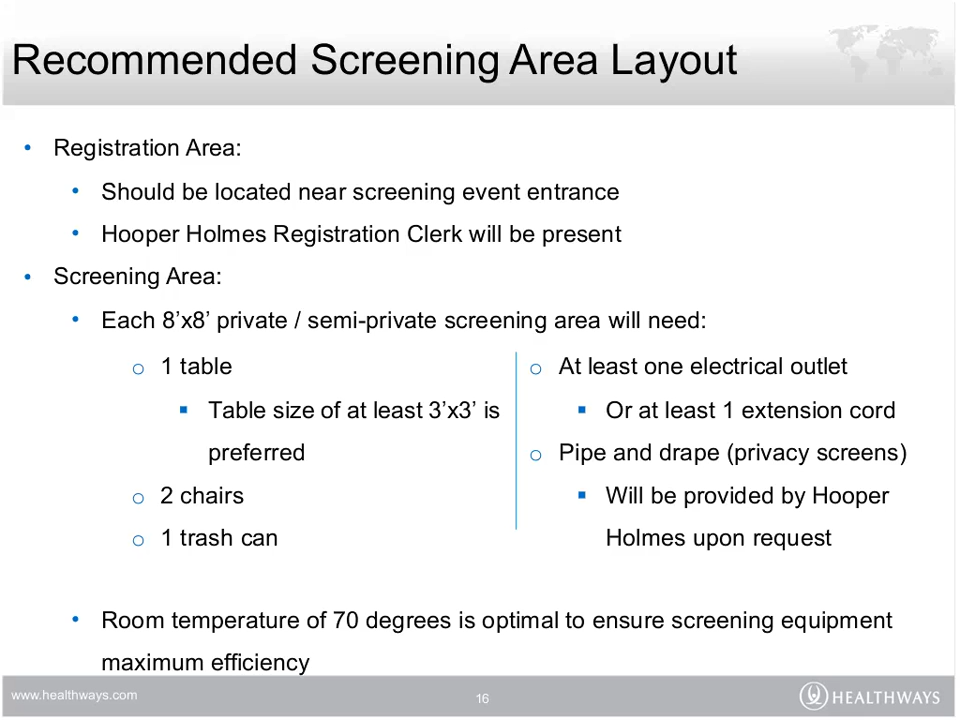 Recommended Screening Area Layout
• Registration Area:
• Should be located near screening event entrance
• Hooper Holmes Registration Clerk will be present
• Screening Area:
• Each 8’x8’ private / semi-private screening area will need:
o 1 table
▪ Table size of at least 3’x3’ is
preferred
o 2 chairs
o 1 trash can
o At least one electrical outlet
▪ Or at least 1 extension cord
o Pipe and drape (privacy screens)
▪ Will be provided by Hooper
Holmes upon request
• Room temperature of 70 degrees is optimal to ensure screening equipment
maximum efficiency
www.healthways.com
16
HEALTHWAYS